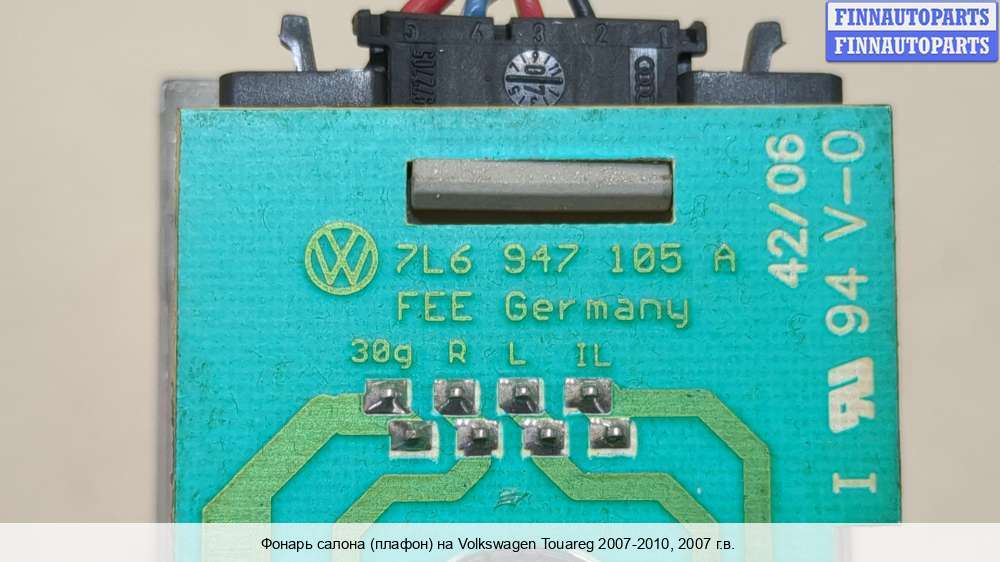 FINNAUTOPARTS
FINNAUTOPARTS
5 4 3 2 1
7L6 947 105 A
FEE Germany
30g R L IL
42/06
94 V-0
Фонарь салона (плафон) на Volkswagen Touareg 2007-2010, 2007 г.в.